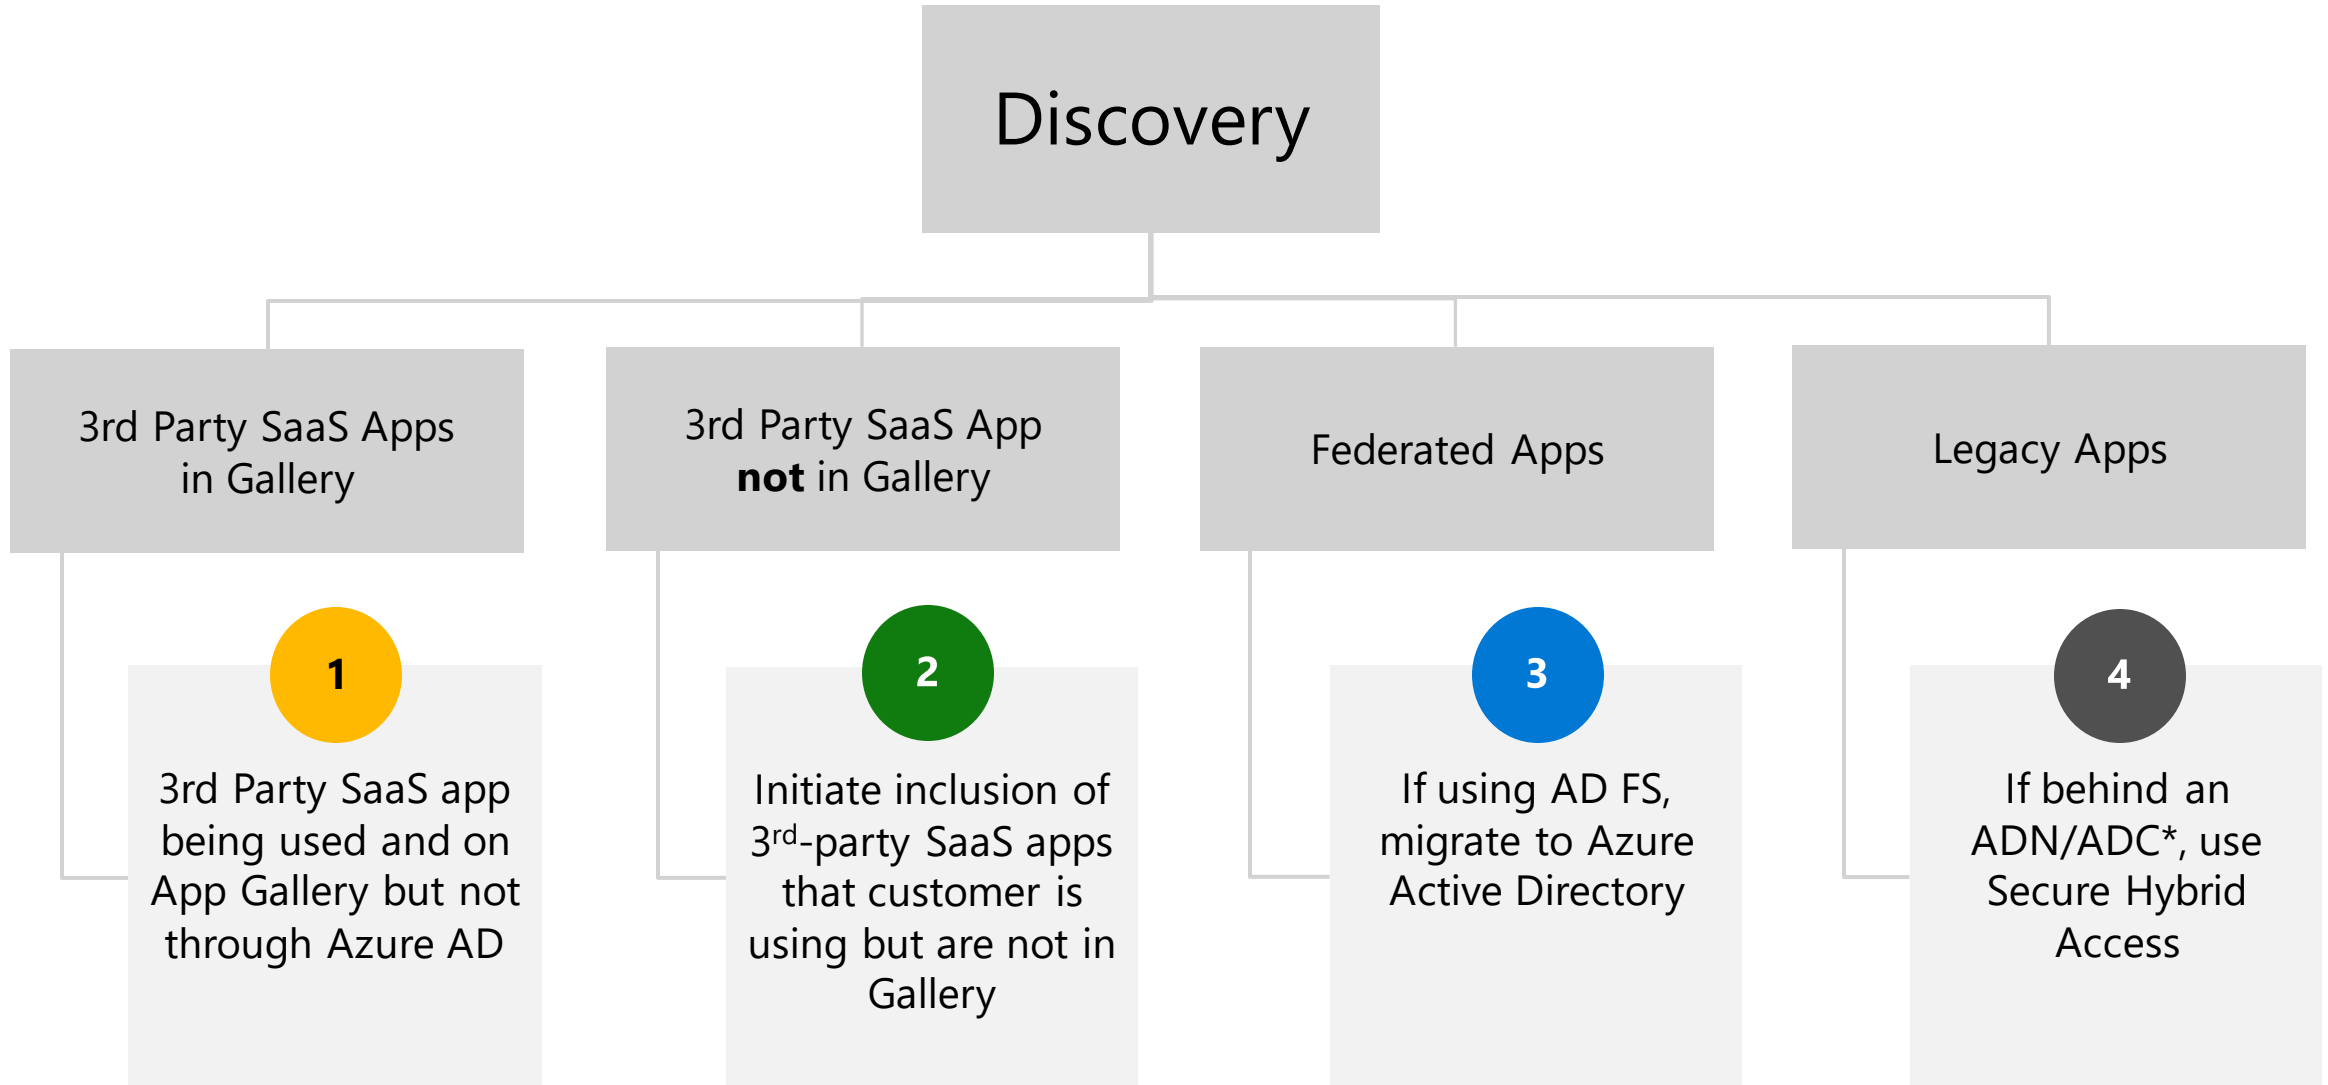 Discovery
3rd Party SaaS Apps
in Gallery
3rd Party SaaS App
not in Gallery
Federated Apps
Legacy Apps
1
3rd Party SaaS app
being used and on
App Gallery but not
through Azure AD
2
Initiate inclusion of
3rd-party SaaS apps
that customer is
using but are not in
Gallery
3
If using AD FS,
migrate to Azure
Active Directory
4
If behind an
ADN/ADC*, use
Secure Hybrid
Access